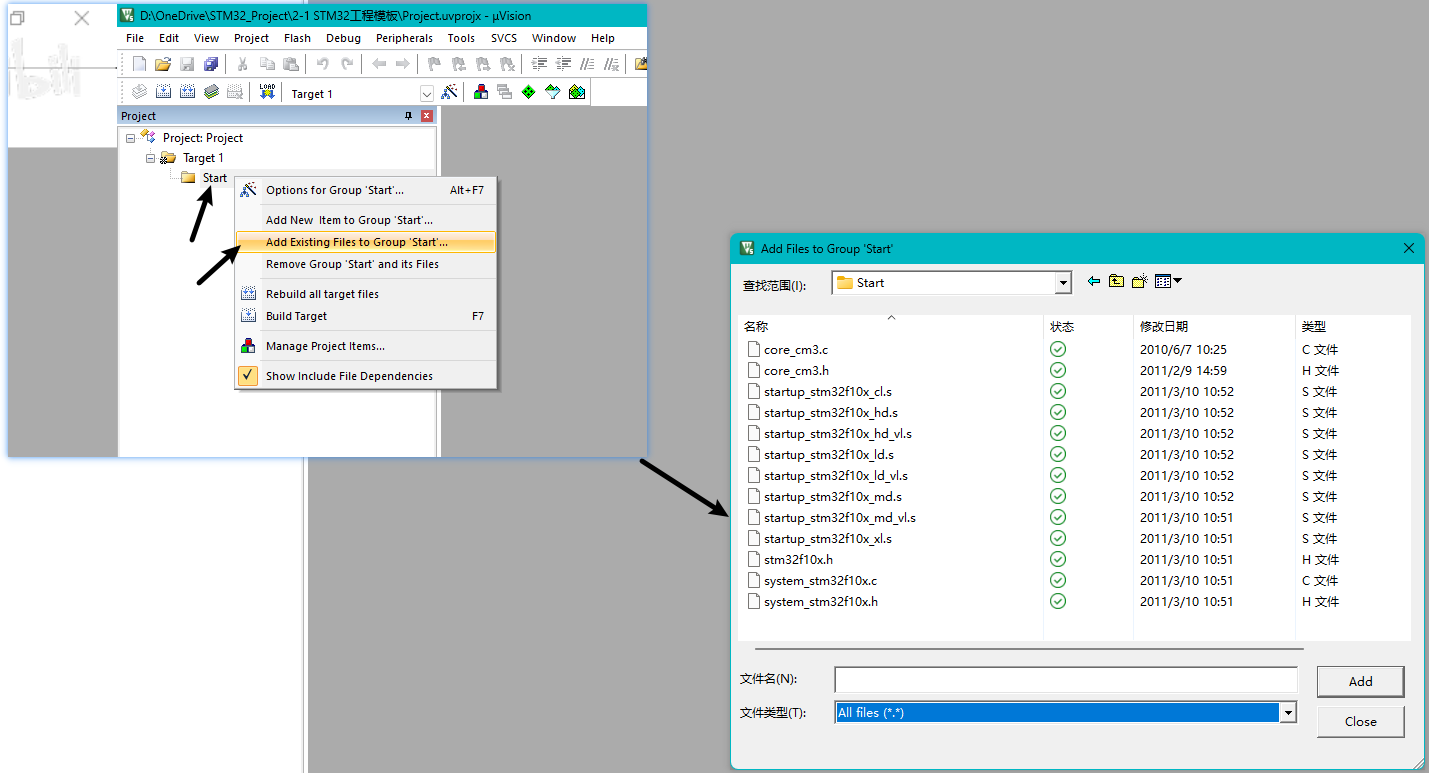 D:\OneDrive\STM32_Project\2-1 STM32工程模板\Project.uvprojx - µVision
File Edit View Project Flash Debug Peripherals Tools SVCS Window Help
LOAD
Target 1
Project
Project: Project
Target 1
Start
Options for Group 'Start'... Alt+F7
Add New Item to Group 'Start'...
Add Existing Files to Group 'Start'...
Remove Group 'Start' and its Files
Rebuild all target files
Build Target F7
Manage Project Items...
Show Include File Dependencies
Add Files to Group 'Start'
查找范围(I): Start
名称 状态 修改日期 类型
core_cm3.c 2010/6/7 10:25 C 文件
core_cm3.h 2011/2/9 14:59 H 文件
startup_stm32f10x_cl.s 2011/3/10 10:52 S 文件
startup_stm32f10x_hd.s 2011/3/10 10:52 S 文件
startup_stm32f10x_hd_vl.s 2011/3/10 10:52 S 文件
startup_stm32f10x_ld.s 2011/3/10 10:52 S 文件
startup_stm32f10x_ld_vl.s 2011/3/10 10:52 S 文件
startup_stm32f10x_md.s 2011/3/10 10:52 S 文件
startup_stm32f10x_md_vl.s 2011/3/10 10:51 S 文件
startup_stm32f10x_xl.s 2011/3/10 10:51 S 文件
stm32f10x.h 2011/3/10 10:51 H 文件
system_stm32f10x.c 2011/3/10 10:51 C 文件
system_stm32f10x.h 2011/3/10 10:51 H 文件
文件名(N): Add
文件类型(T): All files (*.*) Close